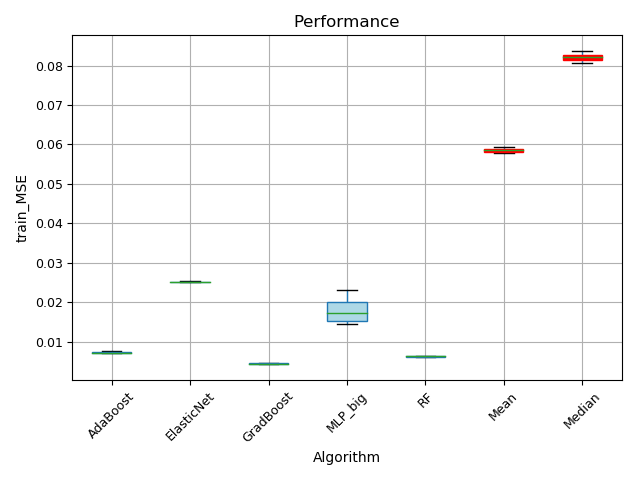 Performance
train_MSE
0.08
0.07
0.06
0.05
0.04
0.03
0.02
0.01
AdaBoost
ElasticNet
GradBoost
MLP_big
RF
Mean
Median
Algorithm